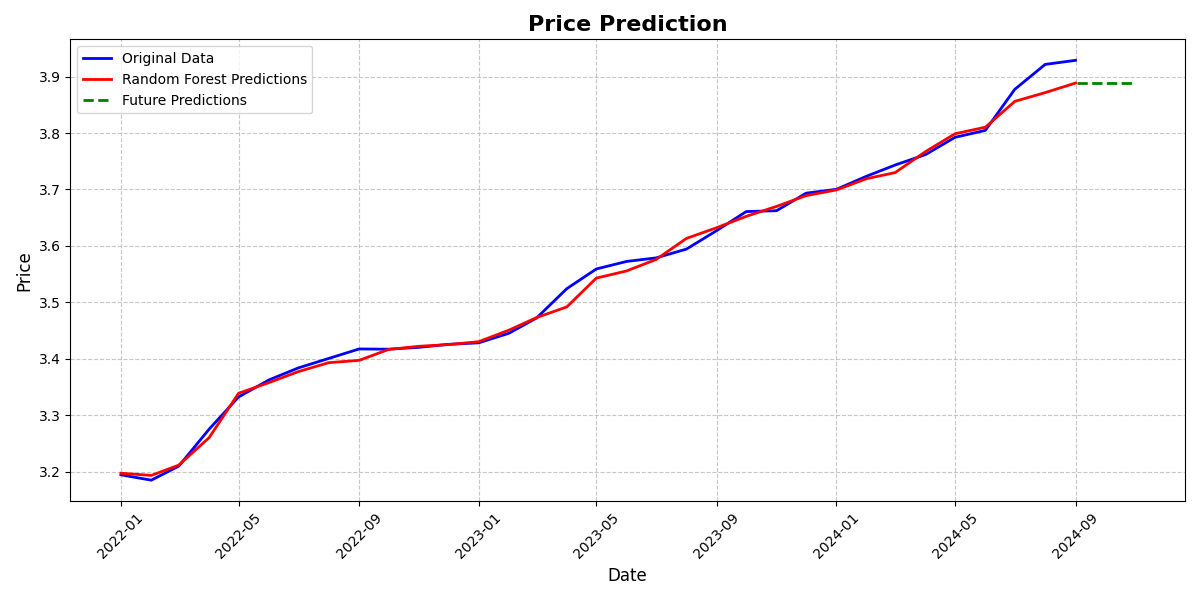 Price Prediction
Original Data
Random Forest Predictions
Future Predictions
Price
3.9
3.8
3.7
3.6
3.5
3.4
3.3
3.2
2022-01
2022-05
2022-09
2023-01
2023-05
2023-09
2024-01
2024-05
2024-09
Date